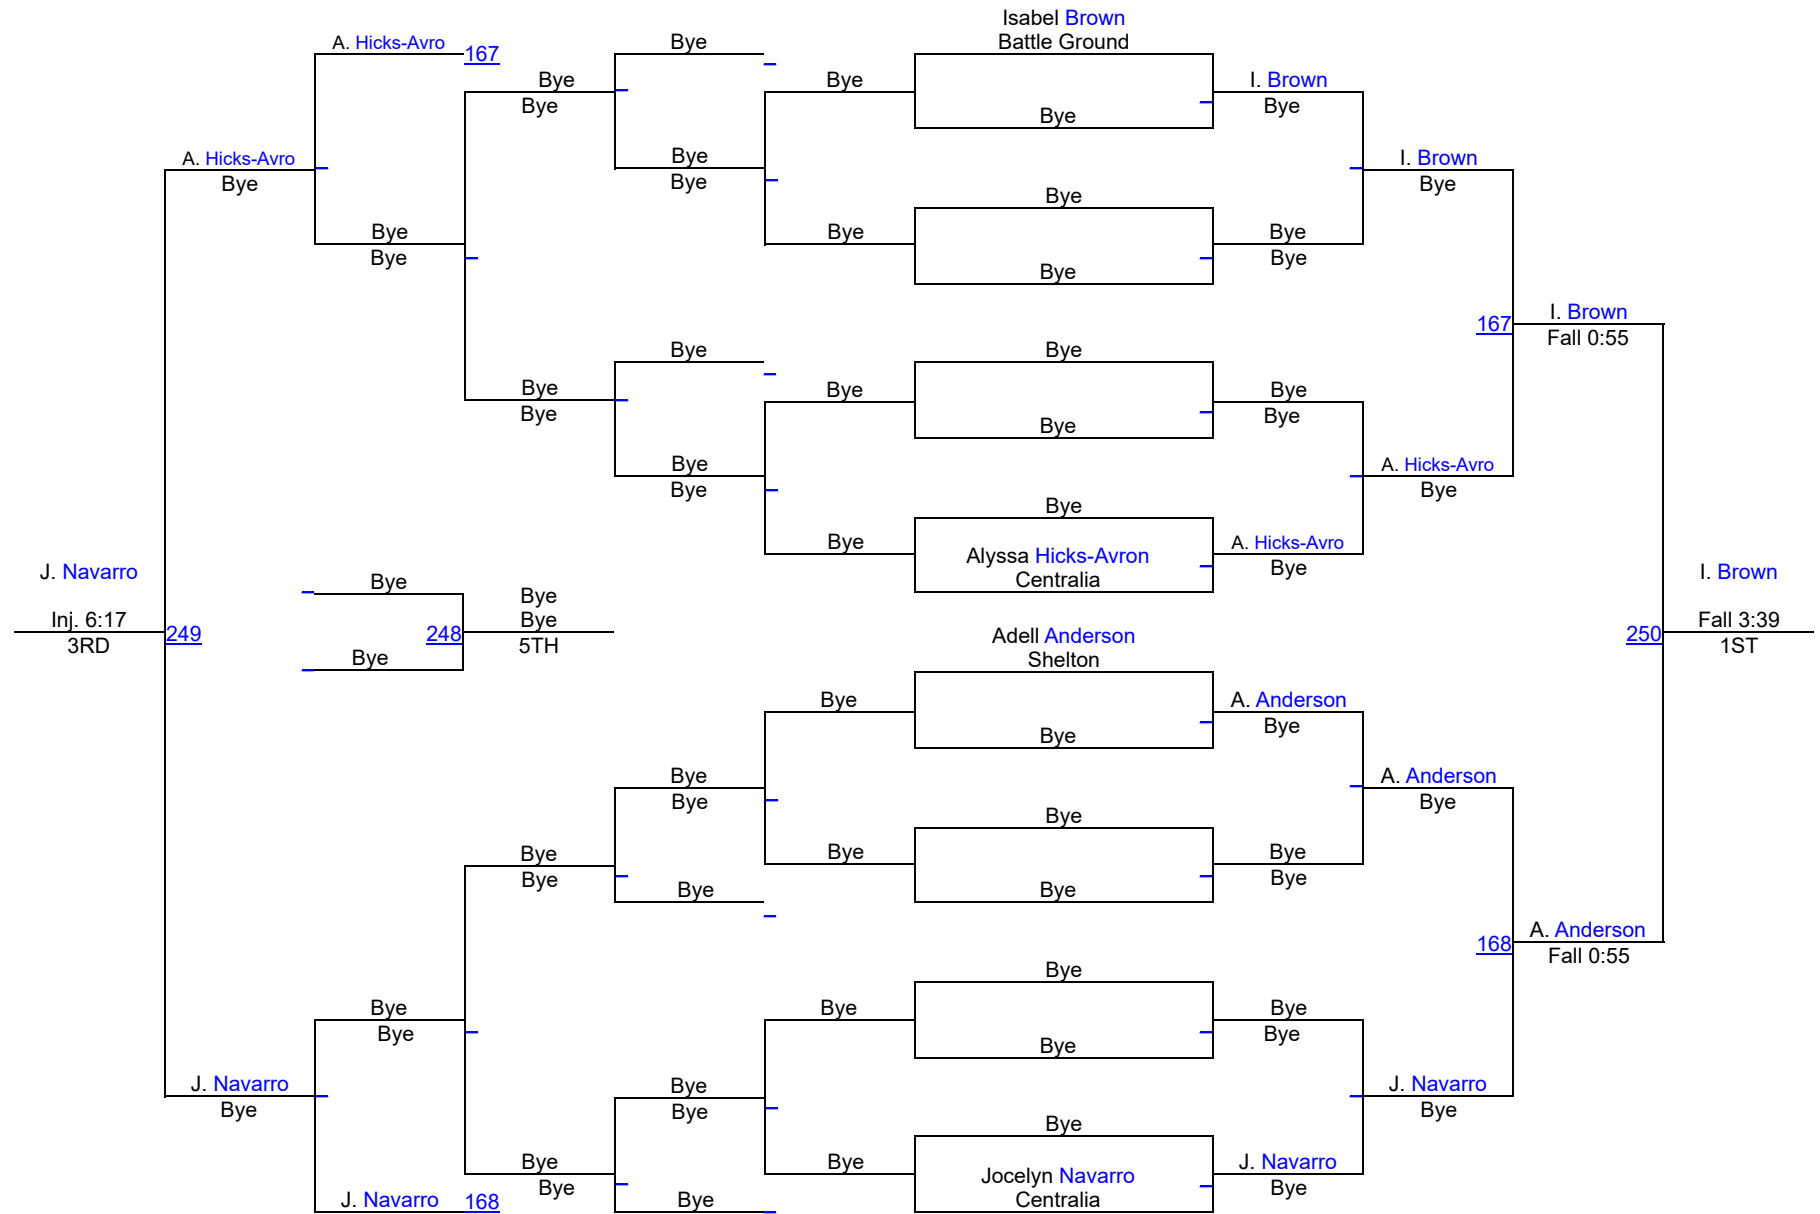 Isabel Brown
Battle Ground
A. Hicks-Avro
167
Bye
Bye
Bye
Bye
I. Brown
Bye
Bye
Bye
A. Hicks-Avro
Bye
Bye
Bye
I. Brown
Bye
Bye
Bye
Bye
Bye
Bye
Bye
Bye
Bye
167
I. Brown
Fall 0:55
Bye
Bye
Bye
Bye
Bye
Bye
Bye
Bye
Bye
Bye
Bye
A. Hicks-Avro
Bye
Bye
Bye
Alyssa Hicks-Avron
Centralia
A. Hicks-Avro
Bye
J. Navarro
Inj. 6:17
3RD
249
Bye
Bye
248
Bye
Bye
5TH
I. Brown
Fall 3:39
1ST
250
Adell Anderson
Shelton
Bye
Bye
A. Anderson
Bye
Bye
Bye
A. Anderson
Bye
Bye
Bye
Bye
Bye
Bye
Bye
Bye
Bye
Bye
168
A. Anderson
Fall 0:55
Bye
Bye
Bye
Bye
Bye
Bye
Bye
J. Navarro
Bye
Bye
Bye
J. Navarro
Bye
Bye
Bye
Bye
Bye
Jocelyn Navarro
Centralia
J. Navarro
Bye
J. Navarro
168
Bye